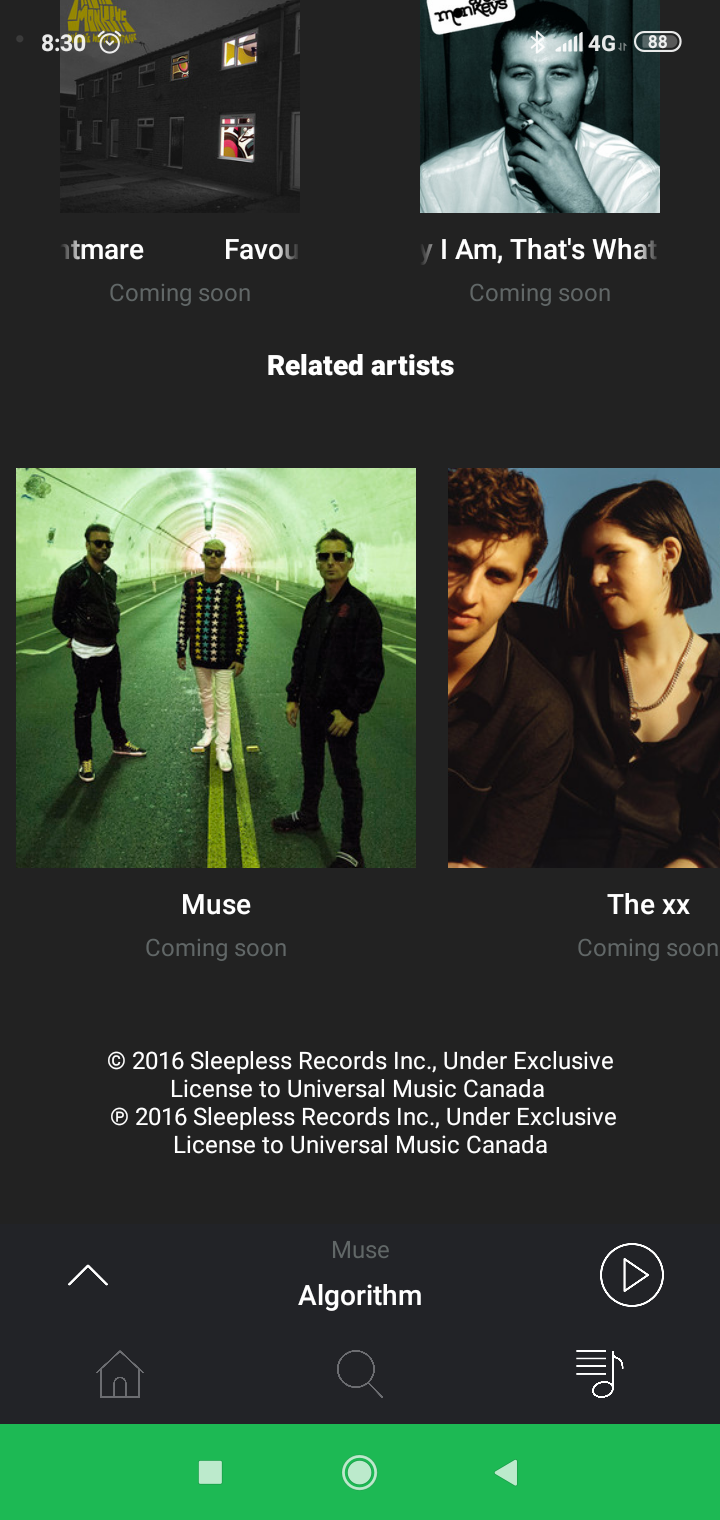 8:30 4G 88
monkeys
ntmare Favou
y I Am, That's What
Coming soon
Coming soon
Related artists
Muse
The xx
Coming soon
Coming soon
© 2016 Sleepless Records Inc., Under Exclusive
License to Universal Music Canada
℗ 2016 Sleepless Records Inc., Under Exclusive
License to Universal Music Canada
Muse
Algorithm